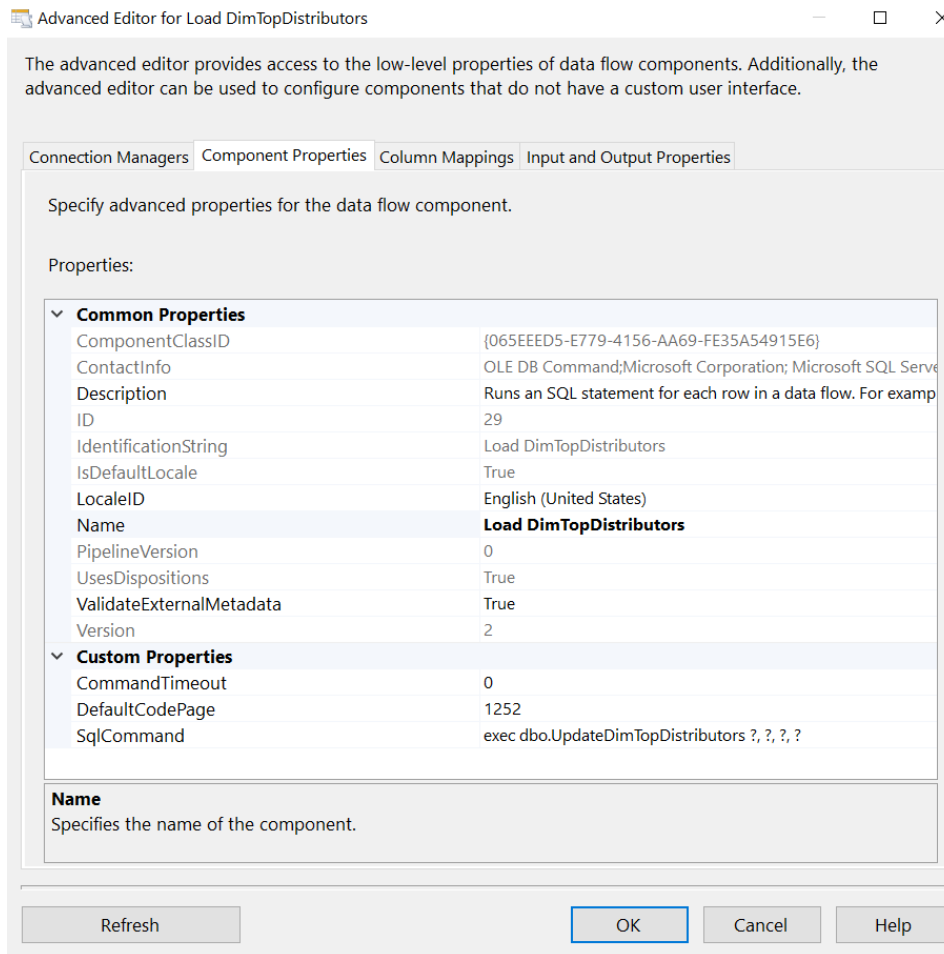 Advanced Editor for Load DimTopDistributors
The advanced editor provides access to the low-level properties of data flow components. Additionally, the
advanced editor can be used to configure components that do not have a custom user interface.
Connection Managers Component Properties Column Mappings Input and Output Properties
Specify advanced properties for the data flow component.
Properties:
Common Properties
ComponentClassID {065EEED5-E779-4156-AA69-FE35A54915E6}
ContactInfo OLE DB Command;Microsoft Corporation; Microsoft SQL Serve
Description Runs an SQL statement for each row in a data flow. For examp
ID 29
IdentificationString Load DimTopDistributors
IsDefaultLocale True
LocaleID English (United States)
Name Load DimTopDistributors
PipelineVersion 0
UsesDispositions True
ValidateExternalMetadata True
Version 2
Custom Properties
CommandTimeout 0
DefaultCodePage 1252
SqlCommand exec dbo.UpdateDimTopDistributors ?, ?, ?, ?
Name
Specifies the name of the component.
Refresh OK Cancel Help